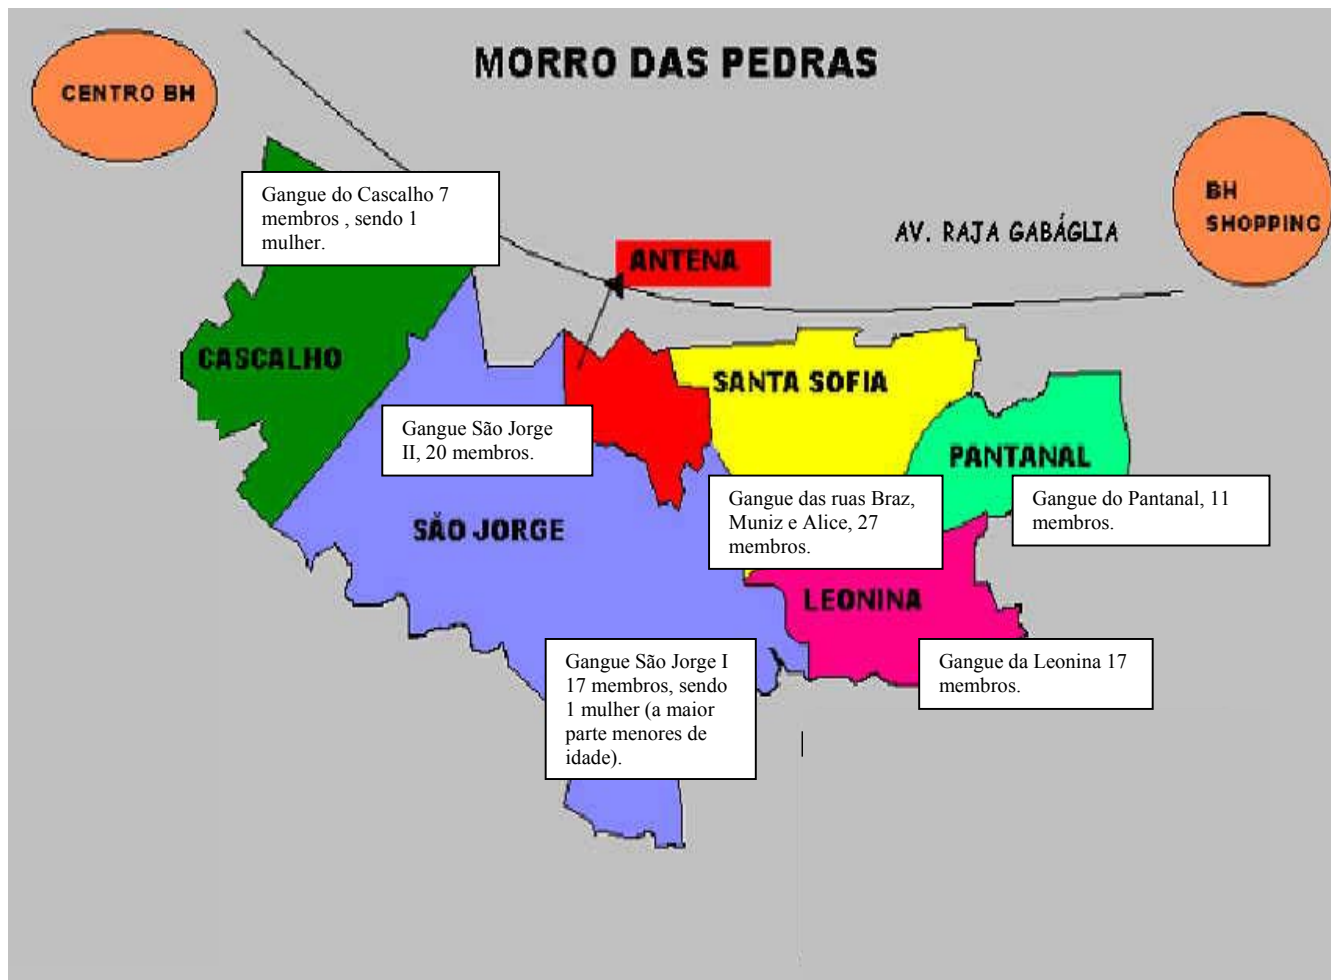 MORRO DAS PEDRAS
CENTRO BH
Gangue do Cascalho 7
membros , sendo 1
mulher.
BH
SHOPPING
AV. RAJA GABÁGLIA
ANTENA
CASCALHO
SANTA SOFIA
Gangue São Jorge
II, 20 membros.
PANTANAL
Gangue das ruas Braz,
Muniz e Alice, 27
membros.
Gangue do Pantanal, 11
membros.
SÃO JORGE
LEONINA
Gangue São Jorge I
17 membros, sendo
1 mulher (a maior
parte menores de
idade).
Gangue da Leonina 17
membros.